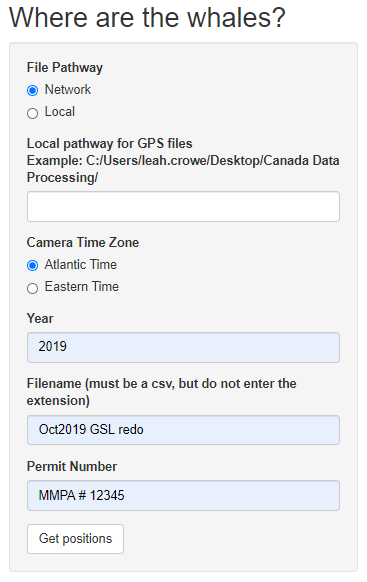 Where are the whales?
File Pathway
Network
Local
Local pathway for GPS files
Example: C:/Users/leah.crowe/Desktop/Canada Data
Processing/
Camera Time Zone
Atlantic Time
Eastern Time
Year
2019
Filename (must be a csv, but do not enter the
extension)
Oct2019 GSL redo
Permit Number
MMPA # 12345
Get positions